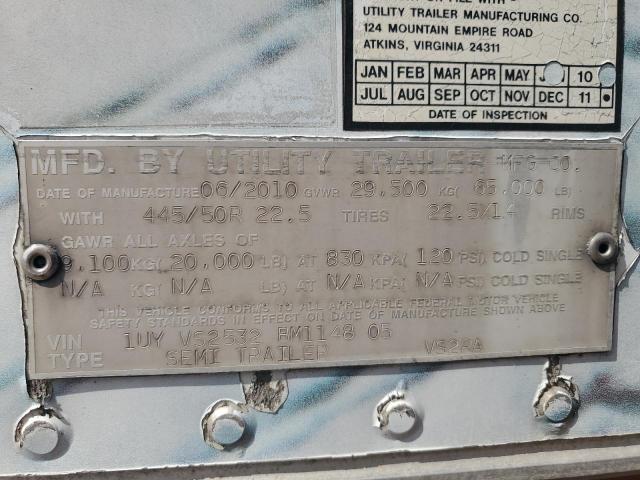 FILE WITH
UTILITY TRAILER MANUFACTURING CO.
124 MOUNTAIN EMPIRE ROAD
ATKINS, VIRGINIA 24311
JAN FEB MAR APR MAY 10
JUL AUG SEP OCT NOV DEC 11
DATE OF INSPECTION
MFD. BY UTILITY TRAILER MFG CO.
DATE OF MANUFACTURE 06/2010 GVWR 29,500 KG( 65,000 LB)
WITH 445/50R 22.5 TIRES 22.5X14 RIMS
GAWR ALL AXLES OF
9,100 KG( 20,000 LB) AT 830 KPA( 120 PSI) COLD SINGLE
N/A KG( N/A LB) AT N/A KPA( N/A PSI) COLD SINGLE
THIS VEHICLE CONFORMS TO ALL APPLICABLE FEDERAL MOTOR VEHICLE
SAFETY STANDARDS IN EFFECT ON DATE OF MANUFACTURE SHOWN ABOVE
VIN 1UY VS2532 AM1148 05
TYPE SEMI TRAILER VS2RA